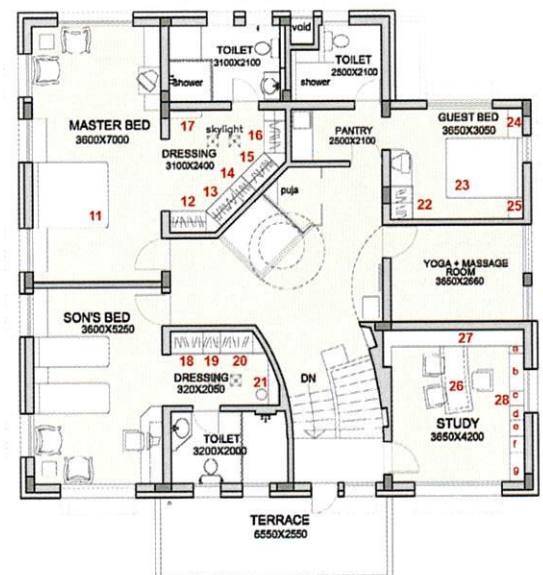 void
TOILET
3100X2100
TOILET
2500X2100
shower
shower
MASTER BED
3600X7000
17
skylight
16
DRESSING
3100X2400
15
14
13
12
11
PANTRY
2500X2100
GUEST BED
3650X3050
24
23
22
25
puja
YOGA + MASSAGE
ROOM
3650X2660
SON'S BED
3600X5250
18 19 20
DRESSING
320X2050
21
DN
27
a
b
c
d
e
f
g
26
28
STUDY
3650X4200
TOILET
3200X2000
TERRACE
6550X2550